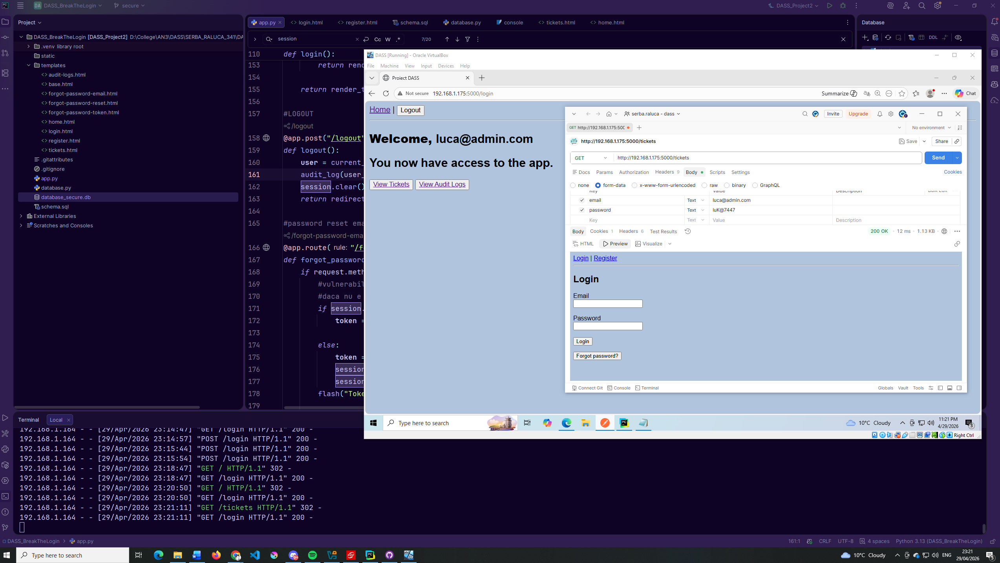 DA DASS_BreakTheLogin secure DASS_Project2
Project
DASS_BreakTheLogin [DASS_Project2] D:\College\AN3\DASS\SERBA_RALUCA_341\DA
.venv library root
static
templates
audit-logs.html
base.html
forgot-password-email.html
forgot-password-reset.html
forgot-password-token.html
home.html
login.html
register.html
tickets.html
.gitattributes
.gitignore
app.py
database.py
database_secure.db
schema.sql
External Libraries
Scratches and Consoles
app.py login.html register.html schema.sql database.py console tickets.html home.html
session Cc W .* 7/20
110 def login():
153 return rend
154
155 return render_t
156
157 #LOGOUT
/logout
158 @app.post("/logout"
159 def logout():
160 user = current_
161 audit_log(user_
162 session.clear()
163 return redirect
164
165 #password reset ema
/forgot-password-ema
166 @app.route( rule: "/f
167 def forgot_password
168 if request.meth
169 #vulnerabil
170 #daca nu e
171 if session.
172 token =
173
174 else:
175 token =
176 session
177 session
178 flash("Toke
179
Database
DDL
DASS [Running] - Oracle VirtualBox
File Machine View Input Devices Help
Proiect DASS
Not secure 192.168.1.175:5000/login Summarize Chat
Home | Logout
Welcome, luca@admin.com
You now have access to the app.
View Tickets View Audit Logs
serba.raluca - dass Invite Upgrade
GET http://192.168.1.175:50C No environment
HTTP http://192.168.1.175:5000/tickets Save Share
GET http://192.168.1.175:5000/tickets Send
Docs Params Authorization Headers 9 Body Scripts Settings Cookies
none form-data x-www-form-urlencoded raw binary GraphQL
Key Value Description Bulk Edit
email Text luca@admin.com
password Text luK@7447
Key Text Value Description
Body Cookies 1 Headers 6 Test Results 200 OK 12 ms 1.13 KB
HTML Preview Visualize
Login | Register
Login
Email
Password
Login
Forgot password?
Connect Git Console Terminal Globals Vault Tools
Type here to search 10°C Cloudy 11:21 PM
4/29/2026 3
Right Ctrl
Terminal Local
192.168.1.164 - - [29/Apr/2026 23:14:47] "GET /login HTTP/1.1" 200 -
192.168.1.164 - - [29/Apr/2026 23:14:57] "POST /login HTTP/1.1" 200 -
192.168.1.164 - - [29/Apr/2026 23:15:44] "POST /login HTTP/1.1" 200 -
192.168.1.164 - - [29/Apr/2026 23:15:54] "POST /login HTTP/1.1" 200 -
192.168.1.164 - - [29/Apr/2026 23:18:47] "GET / HTTP/1.1" 302 -
192.168.1.164 - - [29/Apr/2026 23:18:47] "GET /login HTTP/1.1" 200 -
192.168.1.164 - - [29/Apr/2026 23:20:50] "GET / HTTP/1.1" 302 -
192.168.1.164 - - [29/Apr/2026 23:20:50] "GET /login HTTP/1.1" 200 -
192.168.1.164 - - [29/Apr/2026 23:21:11] "GET /tickets HTTP/1.1" 302 -
192.168.1.164 - - [29/Apr/2026 23:21:11] "GET /login HTTP/1.1" 200 -
DASS_BreakTheLogin > app.py 161:1 CRLF UTF-8 4 spaces Python 3.13 (DASS_BreakTheLogin)
Type here to search 10°C Cloudy ENG 23:21
29/04/2026 5